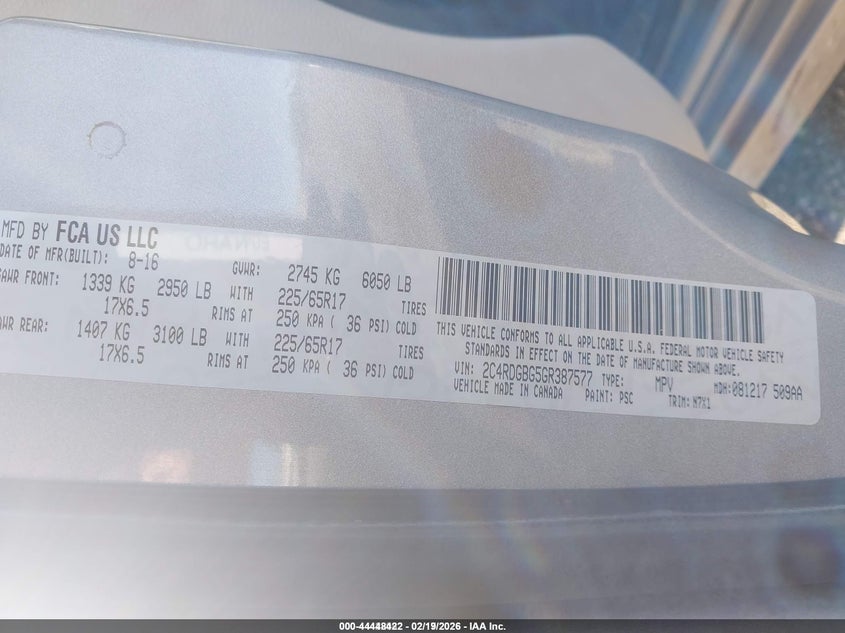 MFD BY FCA US LLC
DATE OF MFR(BUILT): 8-16 GVWR: 2745 KG 6050 LB
GAWR FRONT: 1339 KG 2950 LB WITH 225/65R17 TIRES
17X6.5 RIMS AT 250 KPA ( 36 PSI) COLD
AWR REAR: 1407 KG 3100 LB WITH 225/65R17 TIRES
17X6.5 RIMS AT 250 KPA ( 36 PSI) COLD
THIS VEHICLE CONFORMS TO ALL APPLICABLE U.S.A. FEDERAL MOTOR VEHICLE SAFETY
STANDARDS IN EFFECT ON THE DATE OF MANUFACTURE SHOWN ABOVE.
VIN: 2C4RDGBG5GR387577 TYPE: MPV MDH: 081217 509AA
VEHICLE MADE IN CANADA PAINT: PSC TRIM: N7X1
02/19/2026 - IAA Inc.